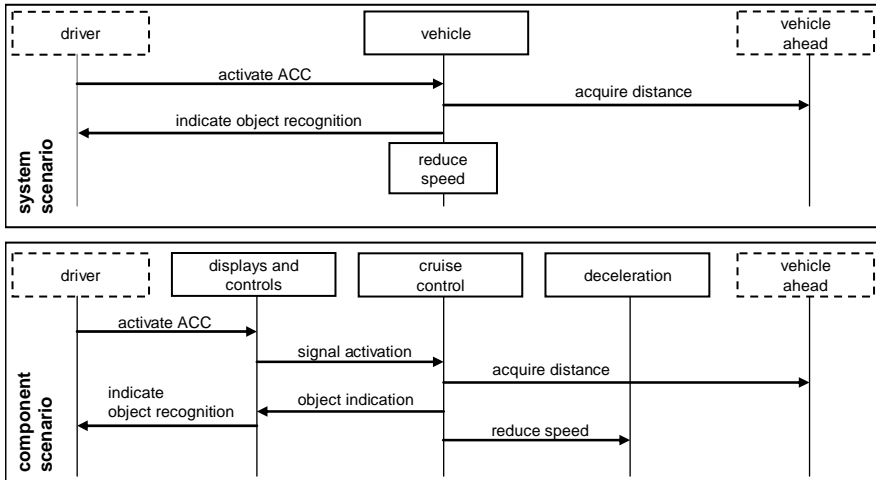 driver
vehicle
vehicle
ahead
activate ACC
acquire distance
indicate object recognition
reduce
speed
system
scenario
driver
displays and
controls
cruise
control
deceleration
vehicle
ahead
activate ACC
signal activation
acquire distance
indicate
object recognition
object indication
reduce speed
component
scenario